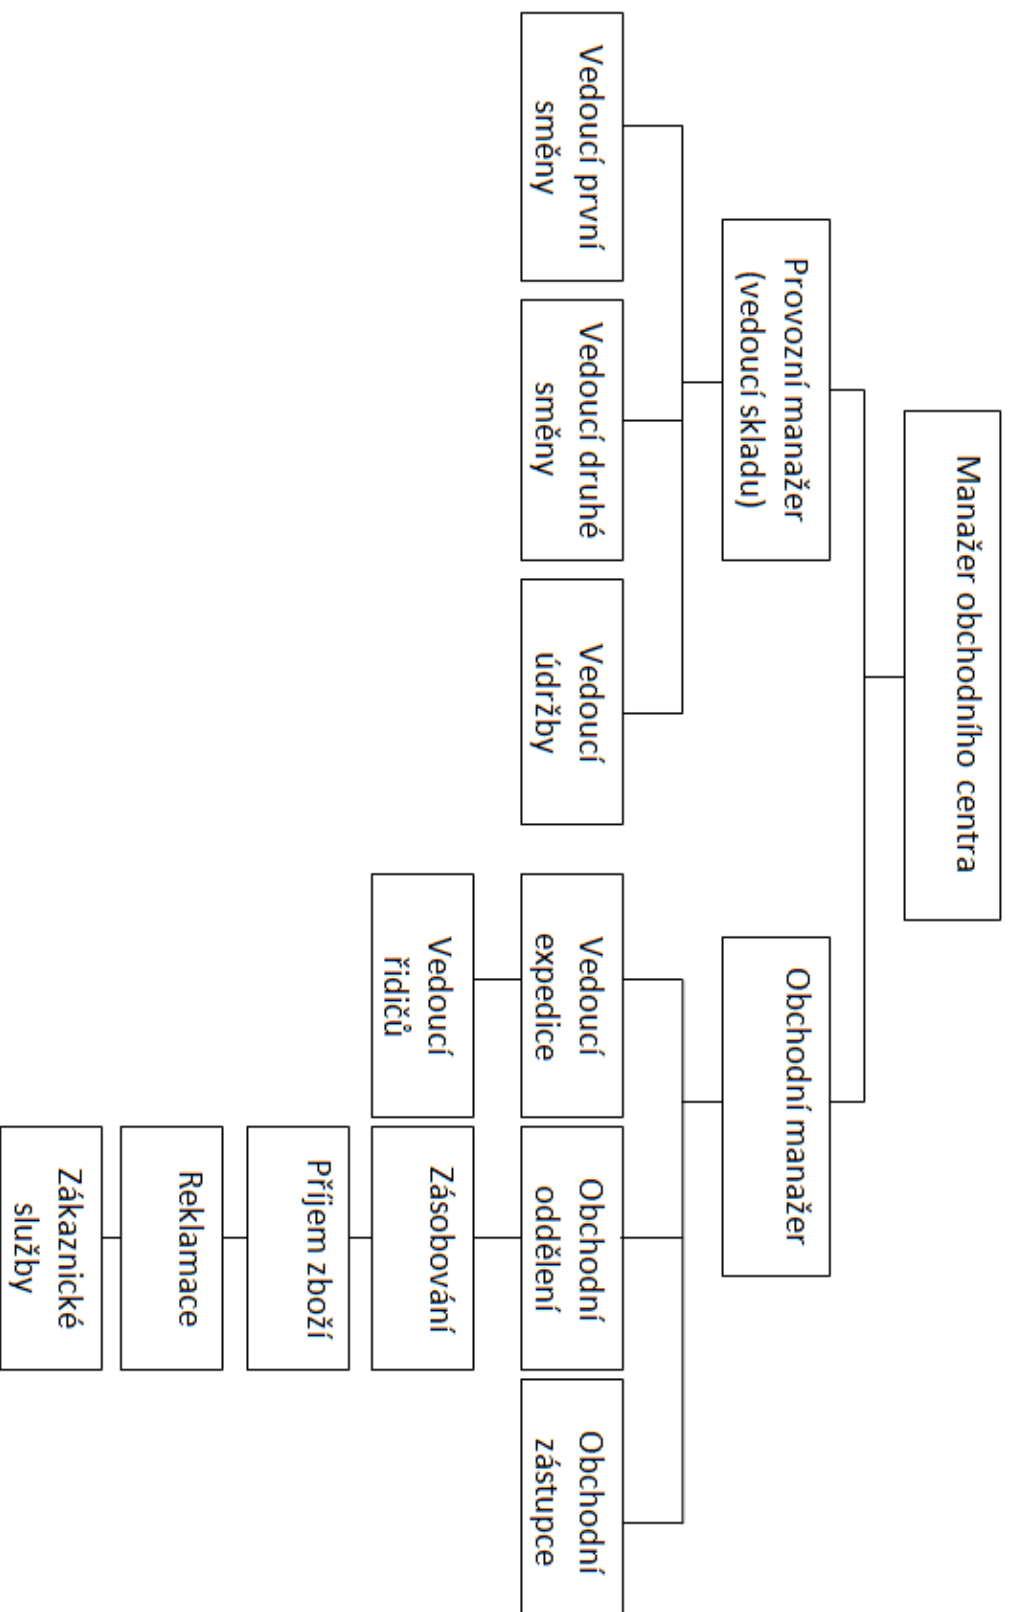 Manažer obchodního centra
Provozní manažer
(vedoucí skladu)
Obchodní manažer
Vedoucí první
směny
Vedoucí druhé
směny
Vedoucí
údržby
Vedoucí
expedice
Obchodní
oddělení
Obchodní
zástupce
Vedoucí
řidičů
Zásobování
Příjem zboží
Reklamace
Zákaznické
služby